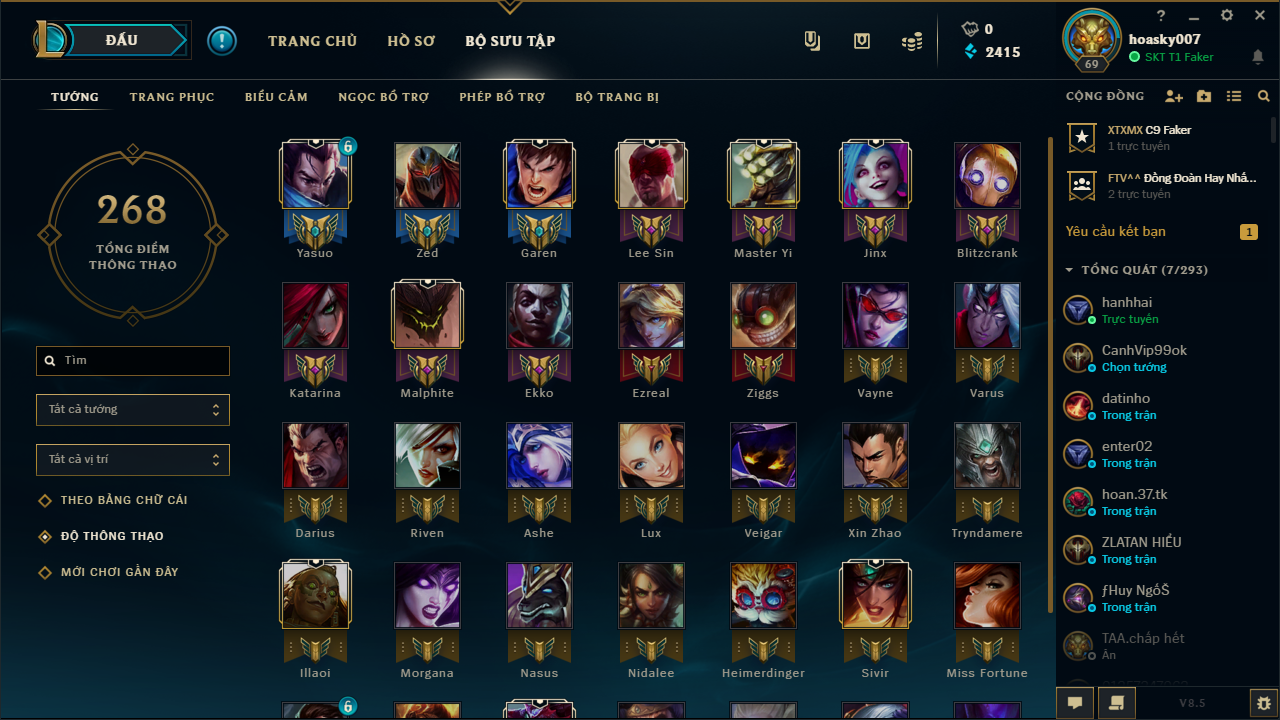 ĐẤU
!
TRANG CHỦ
HỒ SƠ
BỘ SƯU TẬP
0
2415
?
hoasky007
SKT T1 Faker
69
TƯỚNG
TRANG PHỤC
BIỂU CẢM
NGỌC BỔ TRỢ
PHÉP BỔ TRỢ
BỘ TRANG BỊ
268
TỔNG ĐIỂM
THÔNG THẠO
Tìm
Tất cả tướng
Tất cả vị trí
THEO BẢNG CHỮ CÁI
ĐỘ THÔNG THẠO
MỚI CHƠI GẦN ĐÂY
6
Yasuo
Zed
Garen
Lee Sin
Master Yi
Jinx
Blitzcrank
Katarina
Malphite
Ekko
Ezreal
Ziggs
Vayne
Varus
Darius
Riven
Ashe
Lux
Veigar
Xin Zhao
Tryndamere
Illaoi
Morgana
Nasus
Nidalee
Heimerdinger
Sivir
Miss Fortune
6
CỘNG ĐỒNG
XTXMX C9 Faker
1 trực tuyến
FTV^^ Đồng Đoàn Hay Nhấ...
2 trực tuyến
Yêu cầu kết bạn
1
TỔNG QUÁT (7/293)
hanhhai
Trực tuyến
CanhVip99ok
Chọn tướng
datinho
Trong trận
enter02
Trong trận
hoan.37.tk
Trong trận
ZLATAN HIẾU
Trong trận
ƒHuy NgốŠ
Trong trận
TAA.chấp hết
Ẩn
V8.5